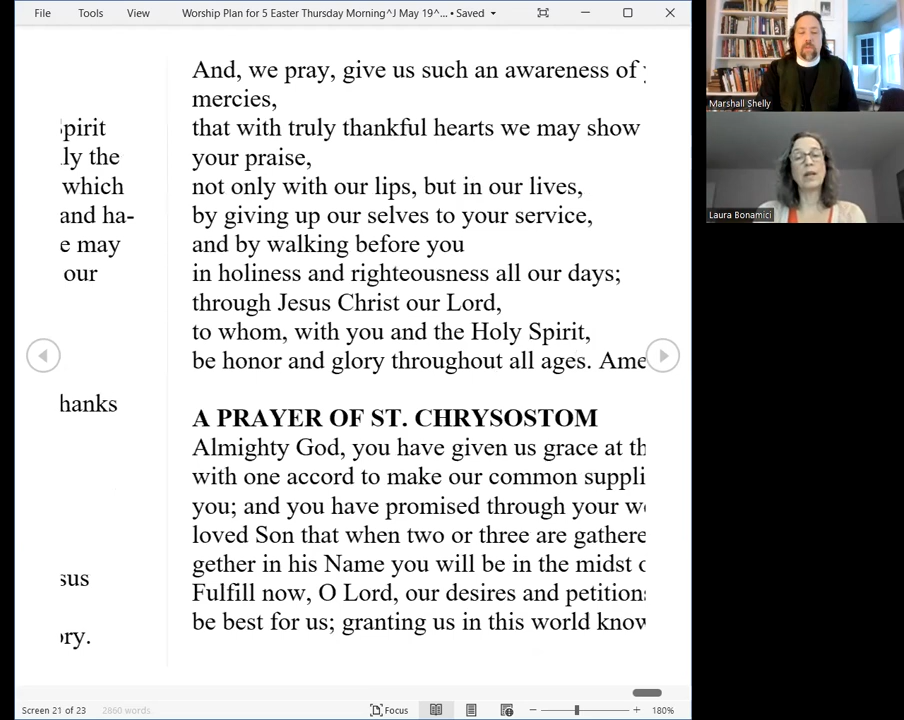 File Tools View Worship Plan for 5 Easter Thursday Morning^J May 19^... • Saved
And, we pray, give us such an awareness of
mercies,
that with truly thankful hearts we may show
your praise,
not only with our lips, but in our lives,
by giving up our selves to your service,
and by walking before you
in holiness and righteousness all our days;
through Jesus Christ our Lord,
to whom, with you and the Holy Spirit,
be honor and glory throughout all ages. Ame
A PRAYER OF ST. CHRYSOSTOM
Almighty God, you have given us grace at th
with one accord to make our common suppli
you; and you have promised through your we
loved Son that when two or three are gathere
gether in his Name you will be in the midst o
Fulfill now, O Lord, our desires and petitions
be best for us; granting us in this world know
pirit
ly the
which
and ha-
e may
our
hanks
sus
ory.
Screen 21 of 23 2860 words Focus 180%
Marshall Shelly
Laura Bonamici